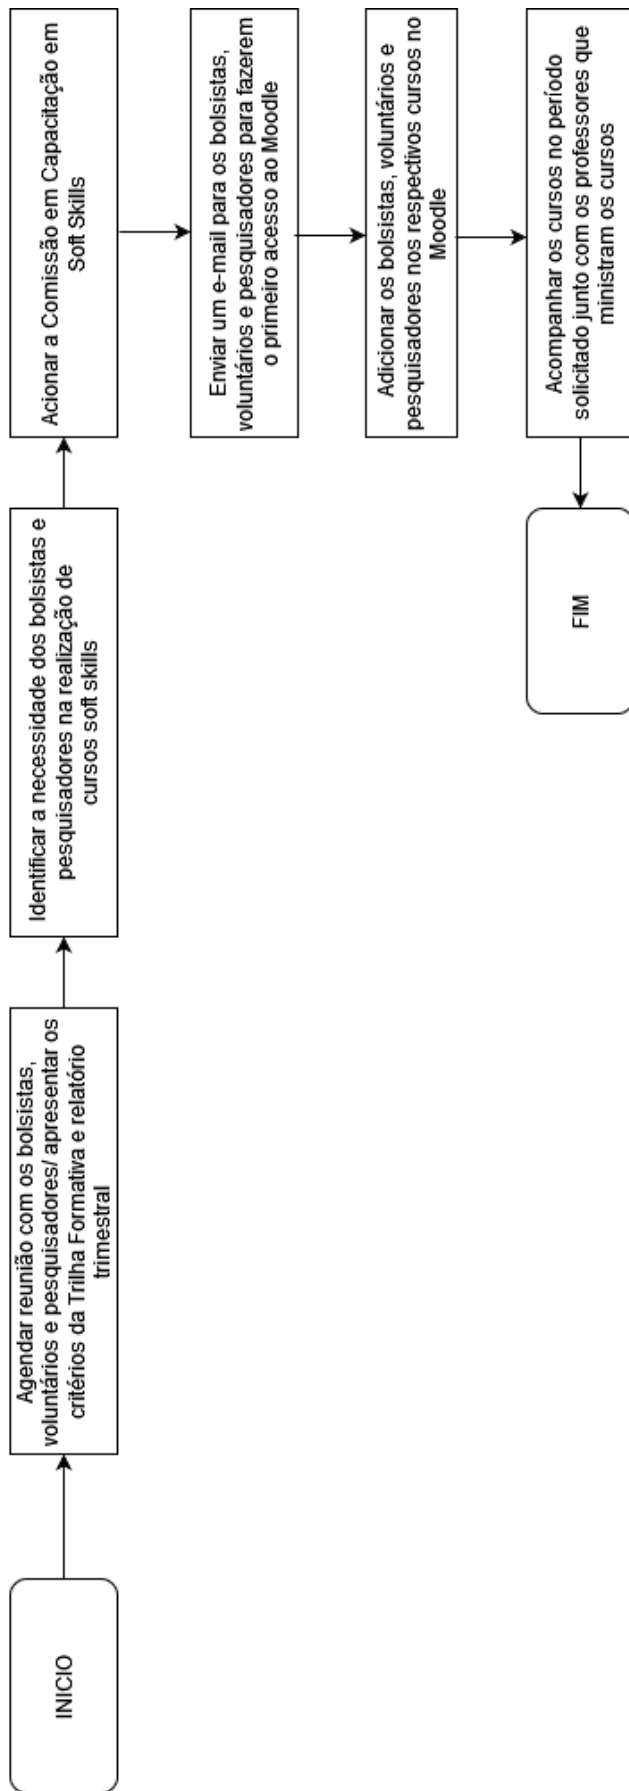 INICIO
Agendar reunião com os bolsistas,
voluntários e pesquisadores/ apresentar os
critérios da Trilha Formativa e relatório
trimestral
Identificar a necessidade dos bolsistas e
pesquisadores na realização de
cursos soft skills
Acionar a Comissão em Capacitação em
Soft Skills
Enviar um e-mail para os bolsistas,
voluntários e pesquisadores para fazerem
o primeiro acesso ao Moodle
Adicionar os bolsistas, voluntários e
pesquisadores nos respectivos cursos no
Moodle
Acompanhar os cursos no período
solicitado junto com os professores que
ministram os cursos
FIM